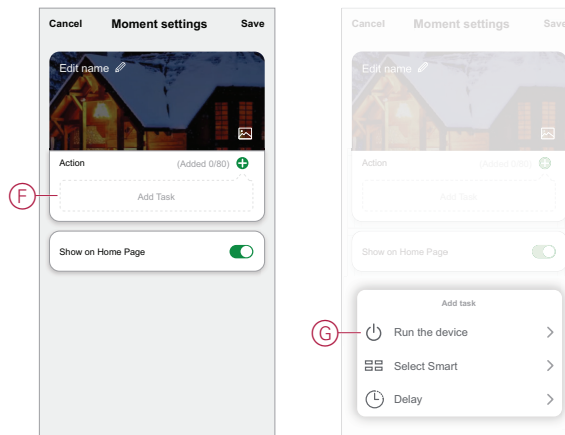 Cancel Moment settings Save
Edit name
Action (Added 0/80)
F
Add Task
Show on Home Page
Cancel Moment settings Save
Edit name
Action (Added 0/80)
Add Task
Show on Home Page
Add task
G
Run the device
Select Smart
Delay